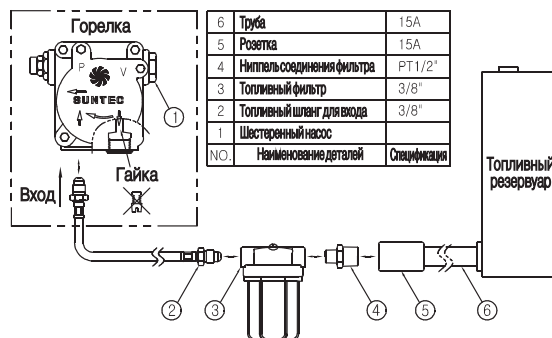 Горелка
P V
SUNTEC
1
Гайка
Вход
6 Труба 15A
5 Розетка 15A
4 Ниппель соединения фильтра PT1/2"
3 Топливный фильтр 3/8"
2 Топливный шланг для входа 3/8"
1 Шестеренный насос
NO. Наименование деталей Спецификация
Топливный
резервуар
2 3 4 5 6